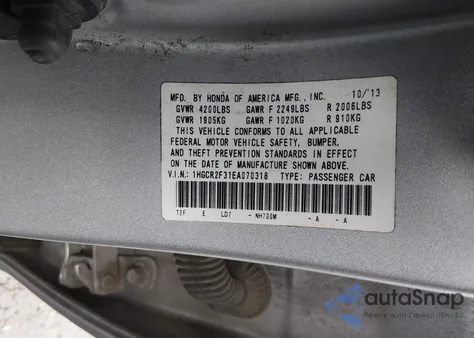 MFD. BY HONDA OF AMERICA MFG., INC. 10/13
GVWR 4200LBS GAWR F 2249LBS R 2006LBS
GVWR 1905KG GAWR F 1020KG R 910KG
THIS VEHICLE CONFORMS TO ALL APPLICABLE
FEDERAL MOTOR VEHICLE SAFETY, BUMPER,
AND THEFT PREVENTION STANDARDS IN EFFECT
ON THE DATE OF MANUFACTURE SHOWN ABOVE.
V.I.N.: 1HGCR2F31EA070318 TYPE: PASSENGER CAR
12F E LD7 -NH700M -A -A
autoSnap